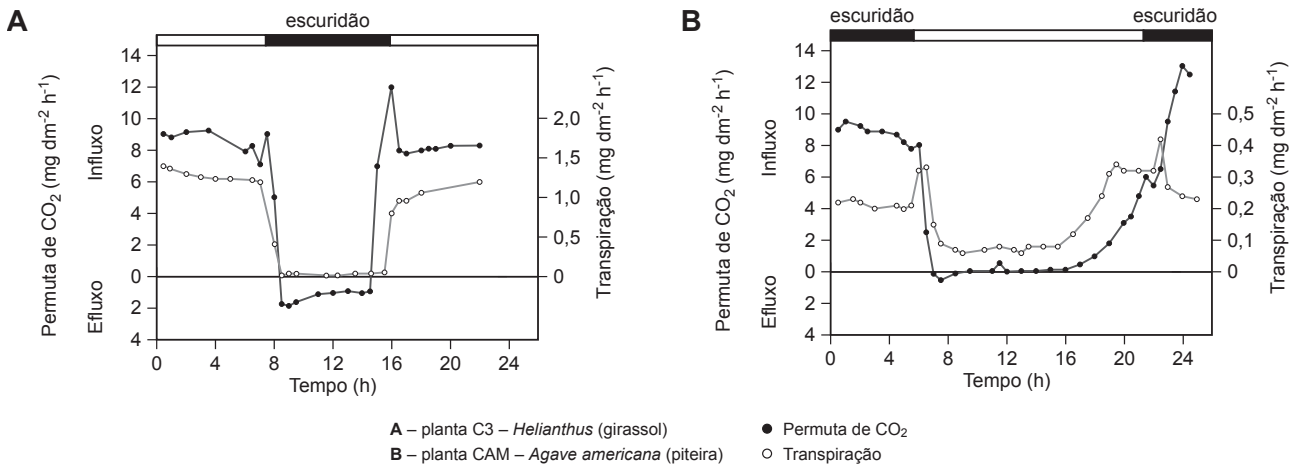 A
escuridão
Permuta de CO₂ (mg dm⁻² h⁻¹)
Influxo
Efluxo
14
12
10
8
6
4
2
0
2
4
2,0
1,5
1,0
0,5
0
Transpiração (mg dm⁻² h⁻¹)
0 4 8 12 16 20 24
Tempo (h)
B
escuridão escuridão
Permuta de CO₂ (mg dm⁻² h⁻¹)
Influxo
Efluxo
14
12
10
8
6
4
2
0
2
4
0,5
0,4
0,3
0,2
0,1
0
Transpiração (mg dm⁻² h⁻¹)
0 4 8 12 16 20 24
Tempo (h)
A – planta C3 – Helianthus (girassol)
B – planta CAM – Agave americana (piteira)
Permuta de CO₂
Transpiração